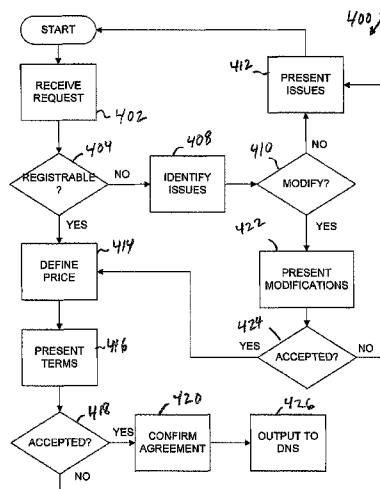 400
START
412
PRESENT
ISSUES
RECEIVE
REQUEST
402
404
REGISTRABLE
?
NO
408
IDENTIFY
ISSUES
410
MODIFY?
NO
YES
YES
414
DEFINE
PRICE
422
PRESENT
MODIFICATIONS
424
YES
ACCEPTED?
NO
PRESENT
TERMS
416
418
ACCEPTED?
YES
420
CONFIRM
AGREEMENT
426
OUTPUT TO
DNS
NO